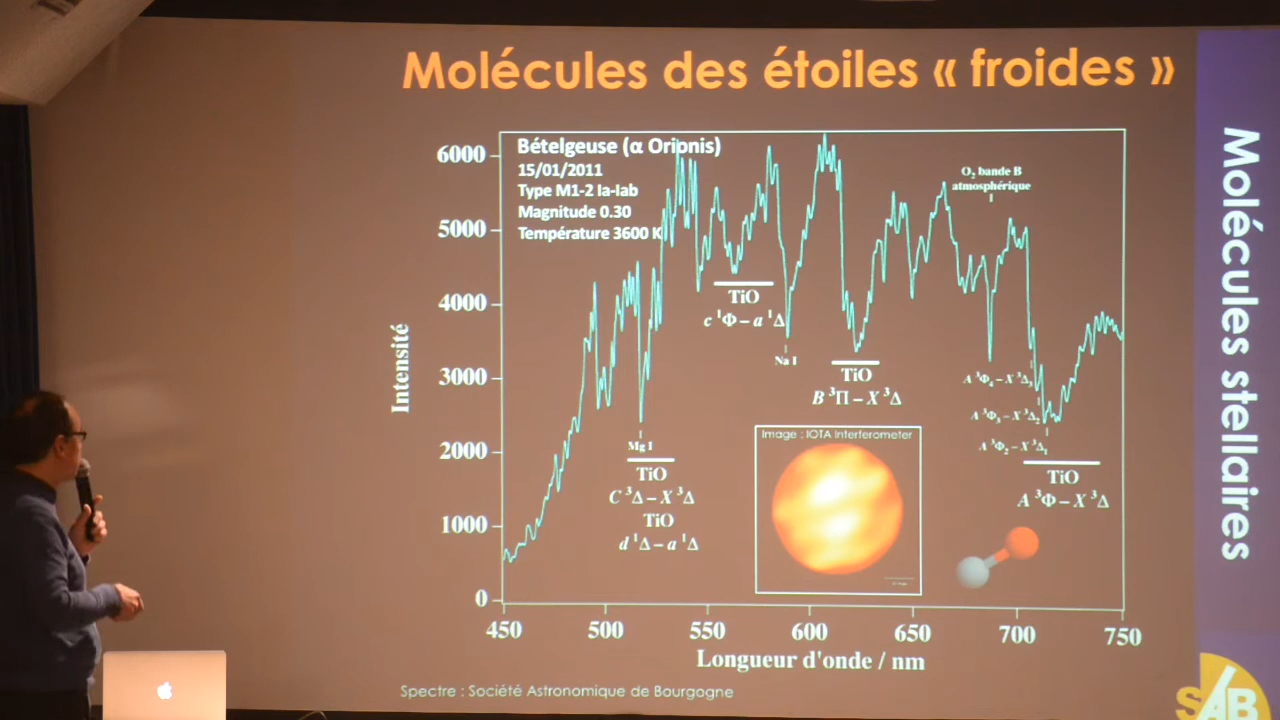 Molécules des étoiles « froides »
Bételgeuse (α Orionis)
15/01/2011
Type M1-2 Ia-Iab
Magnitude 0.30
Température 3600 K
O₂ bande B
atmosphérique
6000
5000
4000
3000
2000
1000
0
Intensité
TiO
c ¹Φ – a ¹Δ
Na I
TiO
B ³Π – X ³Δ
Mg I
TiO
C ³Δ – X ³Δ
TiO
d ¹Δ – a ¹Δ
A ³Φ₄ – X ³Δ₃
A ³Φ₃ – X ³Δ₂
A ³Φ₂ – X ³Δ₁
TiO
A ³Φ – X ³Δ
Image : IOTA Interferometer
450 500 550 600 650 700 750
Longueur d'onde / nm
Spectre : Société Astronomique de Bourgogne
Molécules stellaires
SAB